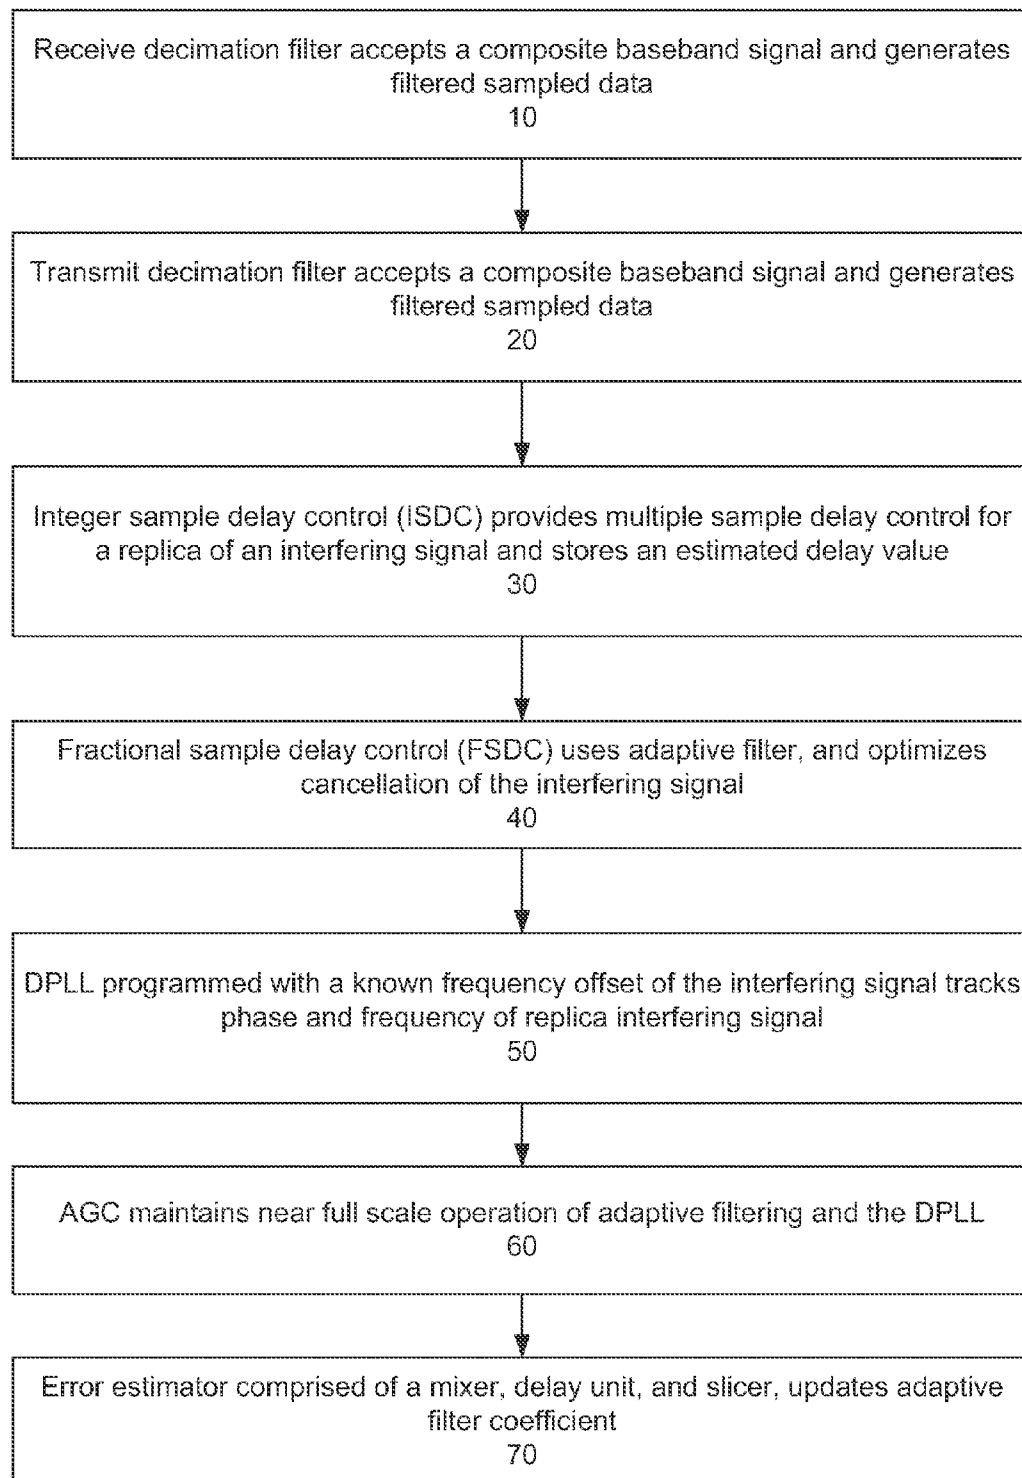 Receive decimation filter accepts a composite baseband signal and generates
filtered sampled data
10
Transmit decimation filter accepts a composite baseband signal and generates
filtered sampled data
20
Integer sample delay control (ISDC) provides multiple sample delay control for
a replica of an interfering signal and stores an estimated delay value
30
Fractional sample delay control (FSDC) uses adaptive filter, and optimizes
cancellation of the interfering signal
40
DPLL programmed with a known frequency offset of the interfering signal tracks
phase and frequency of replica interfering signal
50
AGC maintains near full scale operation of adaptive filtering and the DPLL
60
Error estimator comprised of a mixer, delay unit, and slicer, updates adaptive
filter coefficient
70